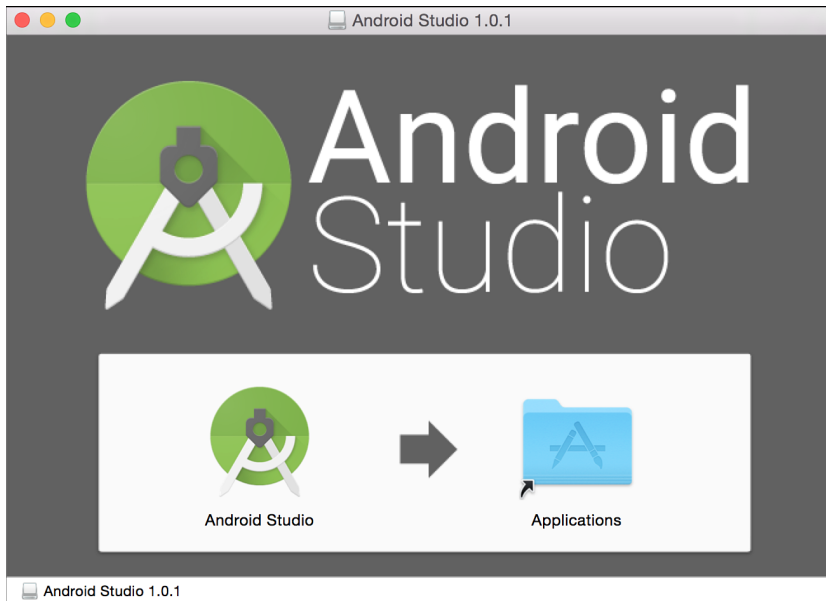 Android Studio 1.0.1
Android
Studio
Android Studio
Applications
Android Studio 1.0.1